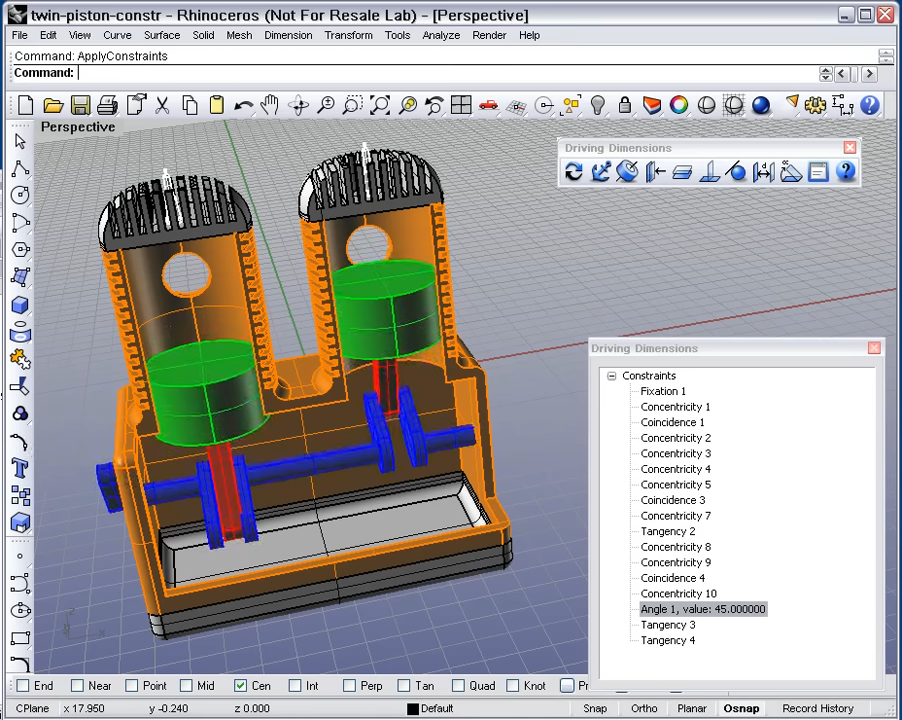 twin-piston-constr - Rhinoceros (Not For Resale Lab) - [Perspective]
File Edit View Curve Surface Solid Mesh Dimension Transform Tools Analyze Render Help
Command: ApplyConstraints
Command:
Perspective
Driving Dimensions
Driving Dimensions
Constraints
Fixation 1
Concentricity 1
Coincidence 1
Concentricity 2
Concentricity 3
Concentricity 4
Concentricity 5
Coincidence 3
Concentricity 7
Tangency 2
Concentricity 8
Concentricity 9
Coincidence 4
Concentricity 10
Angle 1, value: 45.000000
Tangency 3
Tangency 4
End Near Point Mid Cen Int Perp Tan Quad Knot
CPlane x 17.950 y -0.240 z 0.000 Default Snap Ortho Planar Osnap Record History